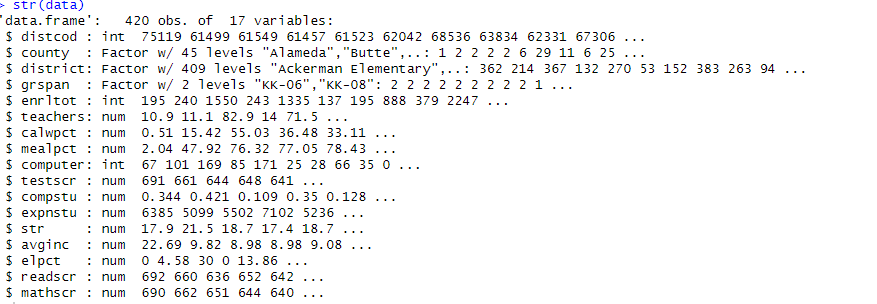 > str(data)
'data.frame':   420 obs. of  17 variables:
 $ distcod : int  75119 61499 61549 61457 61523 62042 68536 63834 62331 67306 ...
 $ county  : Factor w/ 45 levels "Alameda","Butte",..: 1 2 2 2 2 6 29 11 6 25 ...
 $ district: Factor w/ 409 levels "Ackerman Elementary",..: 362 214 367 132 270 53 152 383 263 94 ...
 $ grspan  : Factor w/ 2 levels "KK-06","KK-08": 2 2 2 2 2 2 2 2 2 1 ...
 $ enrltot : int  195 240 1550 243 1335 137 195 888 379 2247 ...
 $ teachers: num  10.9 11.1 82.9 14 71.5 ...
 $ calwpct : num  0.51 15.42 55.03 36.48 33.11 ...
 $ mealpct : num  2.04 47.92 76.32 77.05 78.43 ...
 $ computer: int  67 101 169 85 171 25 28 66 35 0 ...
 $ testscr : num  691 661 644 648 641 ...
 $ compstu : num  0.344 0.421 0.109 0.35 0.128 ...
 $ expnstu : num  6385 5099 5502 7102 5236 ...
 $ str     : num  17.9 21.5 18.7 17.4 18.7 ...
 $ avginc  : num  22.69 9.82 8.98 8.98 9.08 ...
 $ elpct   : num  0 4.58 30 0 13.86 ...
 $ readscr : num  692 660 636 652 642 ...
 $ mathscr : num  690 662 651 644 640 ...